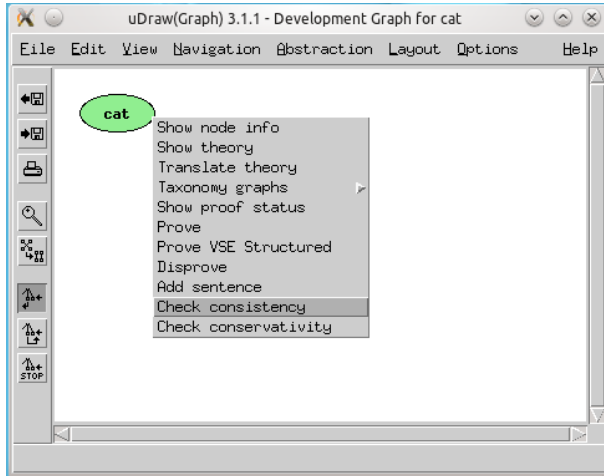 uDraw(Graph) 3.1.1 - Development Graph for cat
File Edit View Navigation Abstraction Layout Options Help
cat
Show node info
Show theory
Translate theory
Taxonomy graphs
Show proof status
Prove
Prove VSE Structured
Disprove
Add sentence
Check consistency
Check conservativity
STOP